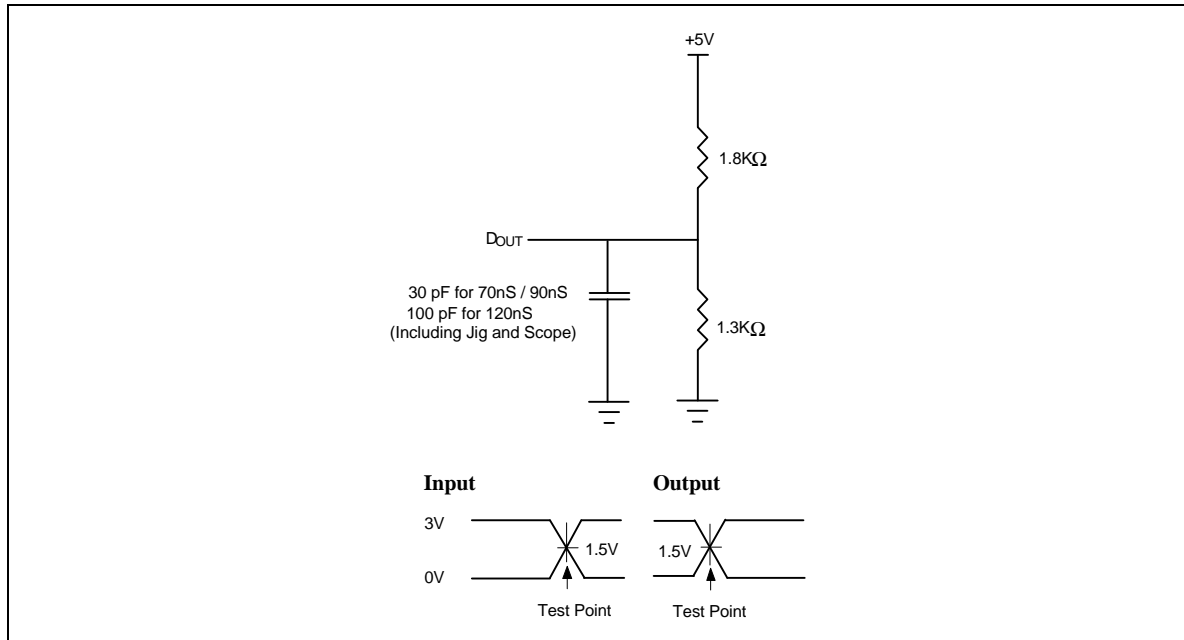 +5V
1.8KΩ
DOUT
30 pF for 70nS / 90nS
100 pF for 120nS
(Including Jig and Scope)
1.3KΩ
Input
Output
3V
1.5V
1.5V
0V
Test Point
Test Point